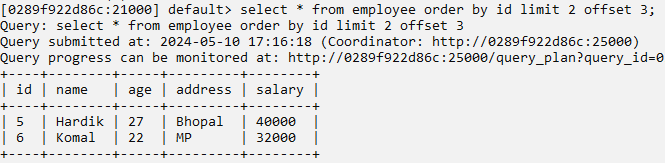 [0289f922d86c:21000] default> select * from employee order by id limit 2 offset 3;
Query: select * from employee order by id limit 2 offset 3
Query submitted at: 2024-05-10 17:16:18 (Coordinator: http://0289f922d86c:25000)
Query progress can be monitored at: http://0289f922d86c:25000/query_plan?query_id=0
+----+--------+-----+---------+--------+
| id | name   | age | address | salary |
+----+--------+-----+---------+--------+
| 5  | Hardik | 27  | Bhopal  | 40000  |
| 6  | Komal  | 22  | MP      | 32000  |
+----+--------+-----+---------+--------+